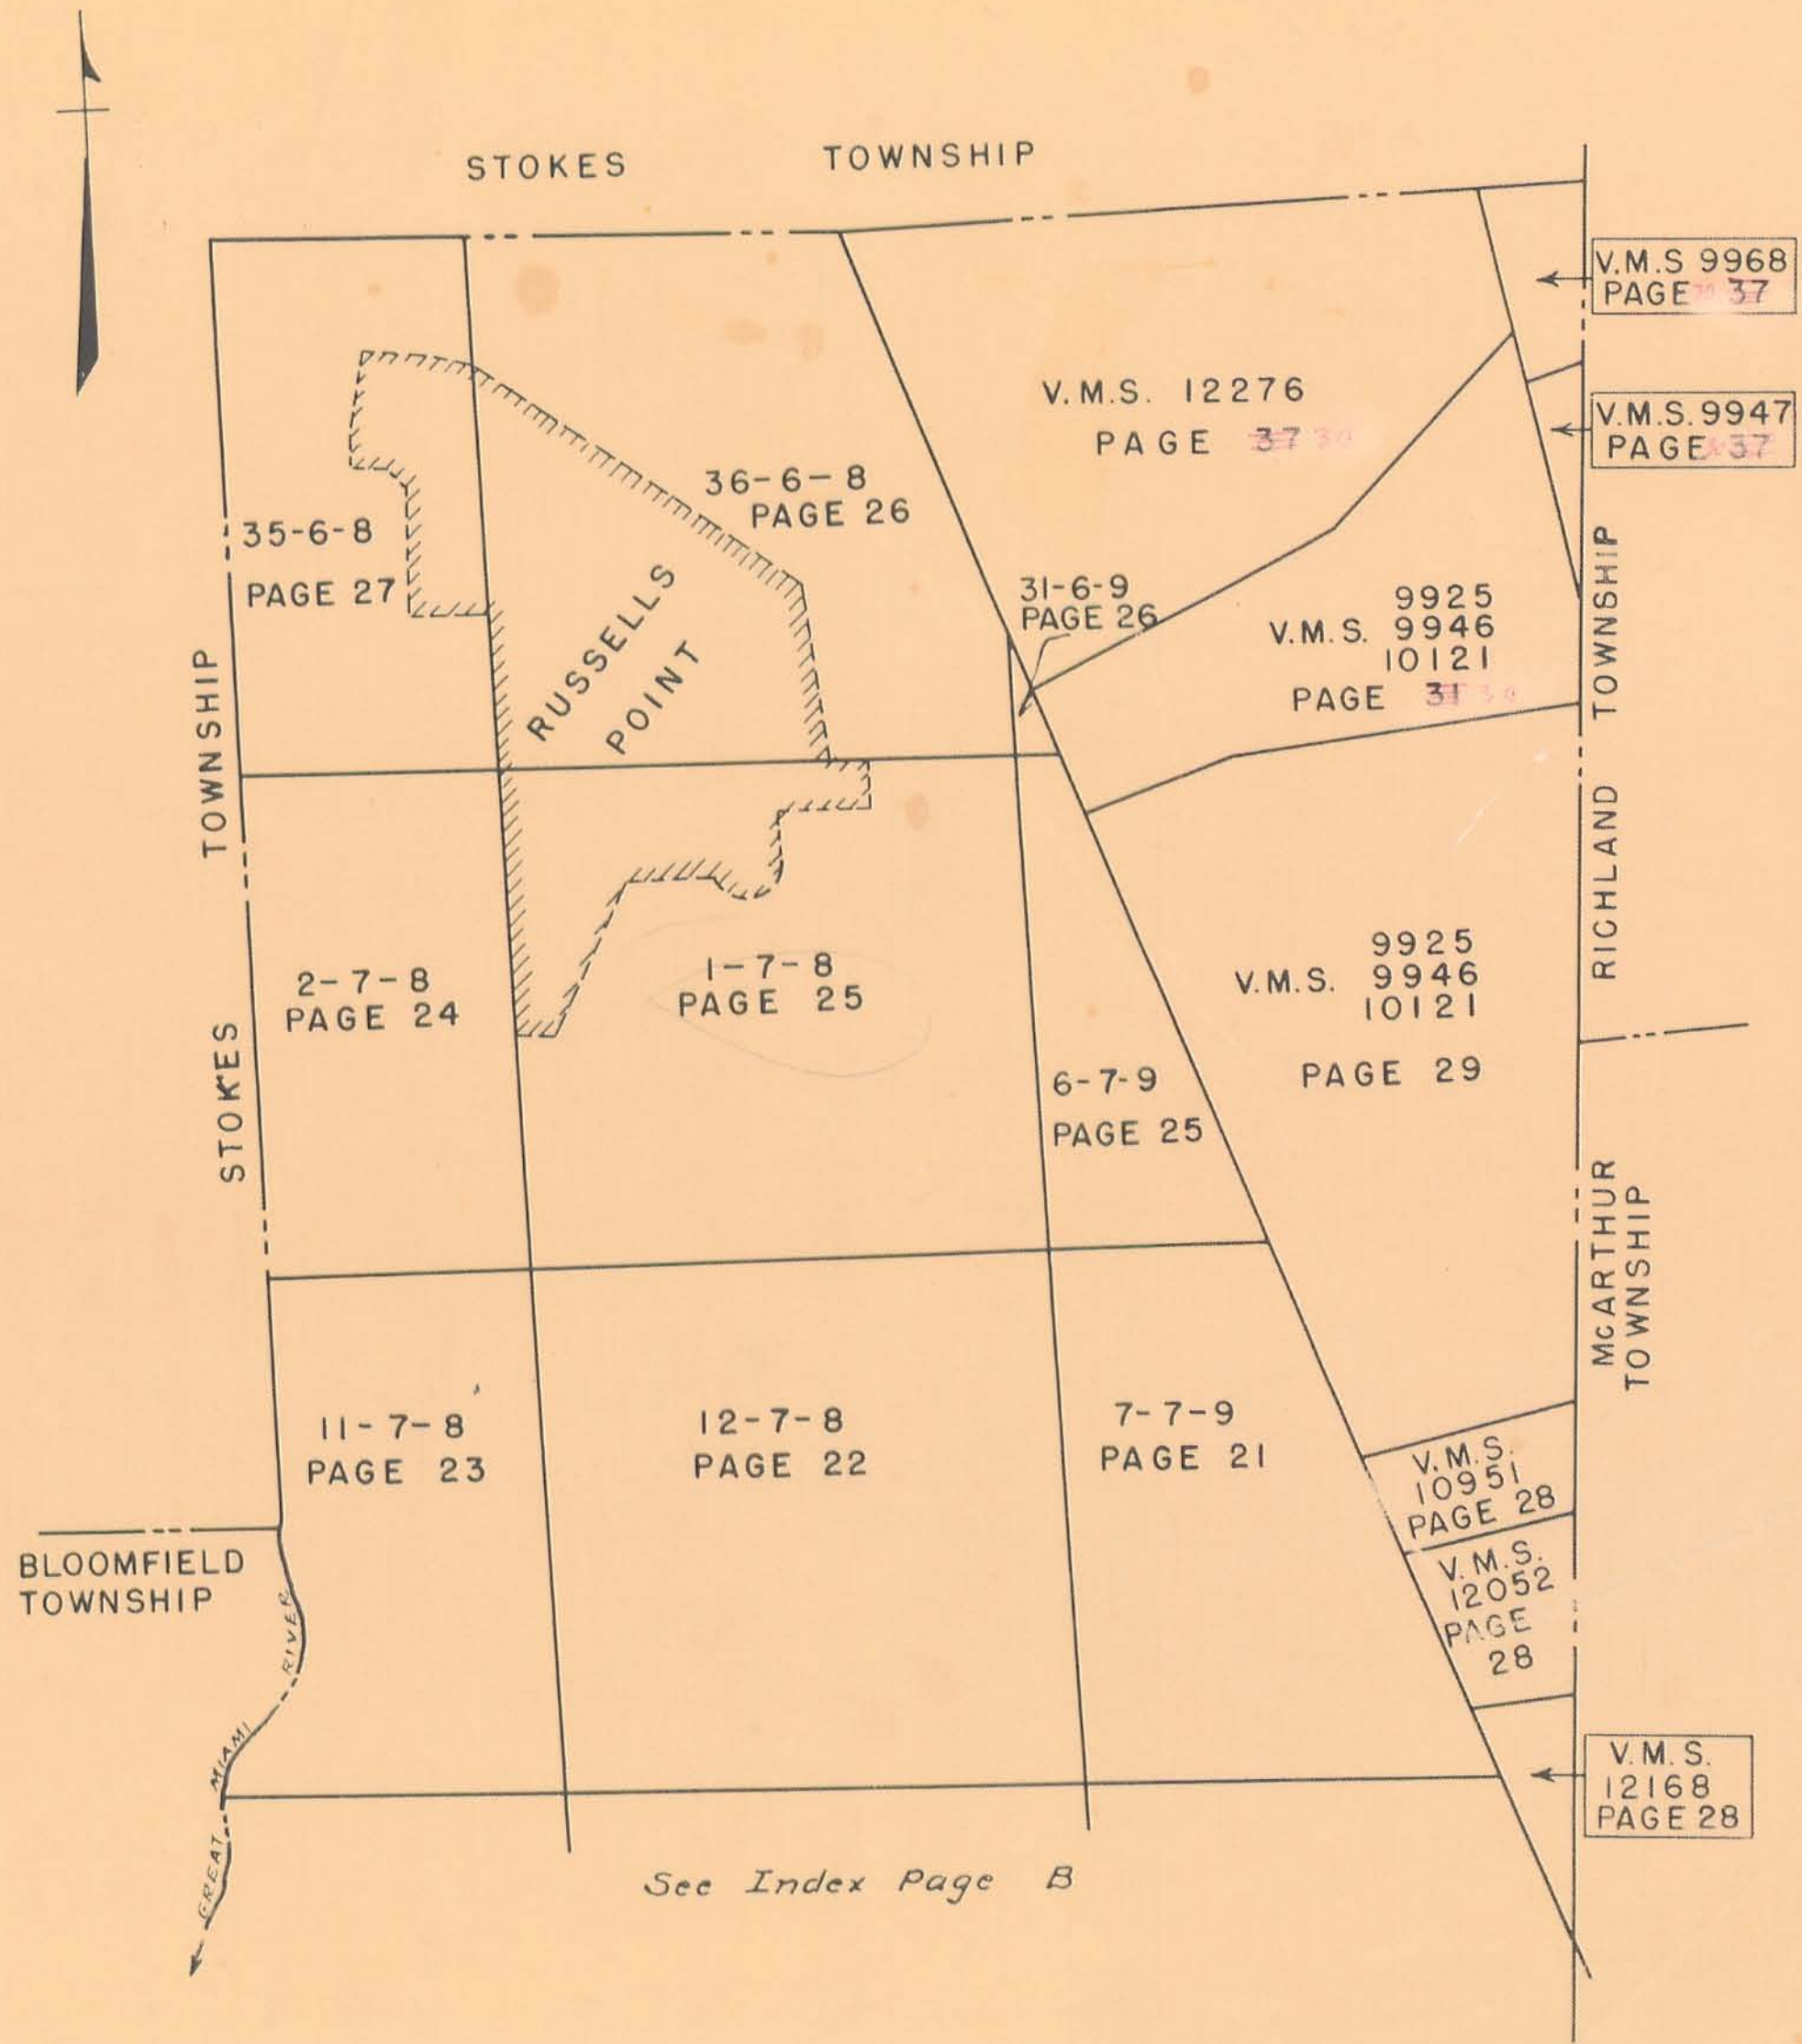 STOKES TOWNSHIP
V.M.S 9968
PAGE 37
V.M.S. 12276
PAGE 37 30
V.M.S. 9947
PAGE 37
36-6-8
PAGE 26
35-6-8
PAGE 27
RUSSELLS
POINT
31-6-9
PAGE 26
9925
V.M.S. 9946
10121
PAGE 31 30
RICHLAND TOWNSHIP
STOKES TOWNSHIP
2-7-8
PAGE 24
1-7-8
PAGE 25
9925
V.M.S. 9946
10121
PAGE 29
6-7-9
PAGE 25
McARTHUR
TOWNSHIP
11-7-8
PAGE 23
12-7-8
PAGE 22
7-7-9
PAGE 21
V.M.S.
10951
PAGE 28
V.M.S.
12052
PAGE
28
BLOOMFIELD
TOWNSHIP
GREAT MIAMI RIVER
V.M.S.
12168
PAGE 28
See Index Page B